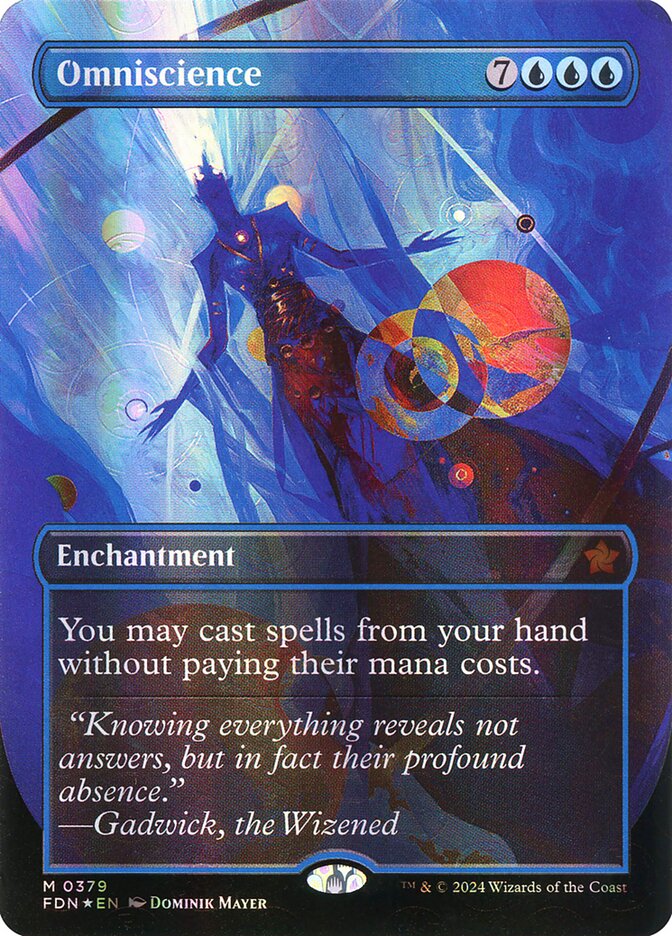 Omniscience 7
Enchantment
You may cast spells from your hand
without paying their mana costs.
“Knowing everything reveals not
answers, but in fact their profound
absence.”
—Gadwick, the Wizened
M 0379
FDN★EN Dominik Mayer
™ & © 2024 Wizards of the Coast